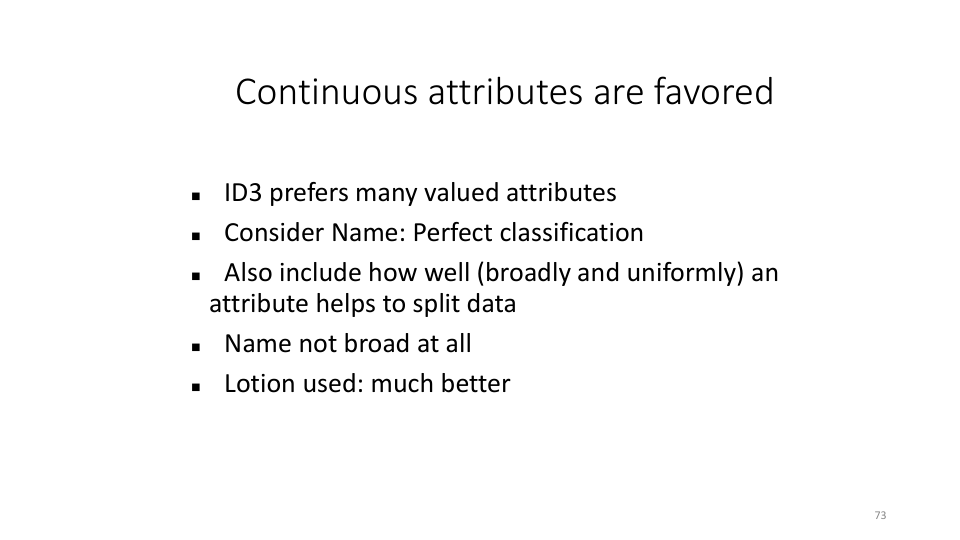 Continuous attributes are favored
▪ ID3 prefers many valued attributes
▪ Consider Name: Perfect classification
▪ Also include how well (broadly and uniformly) an
attribute helps to split data
▪ Name not broad at all
▪ Lotion used: much better
73